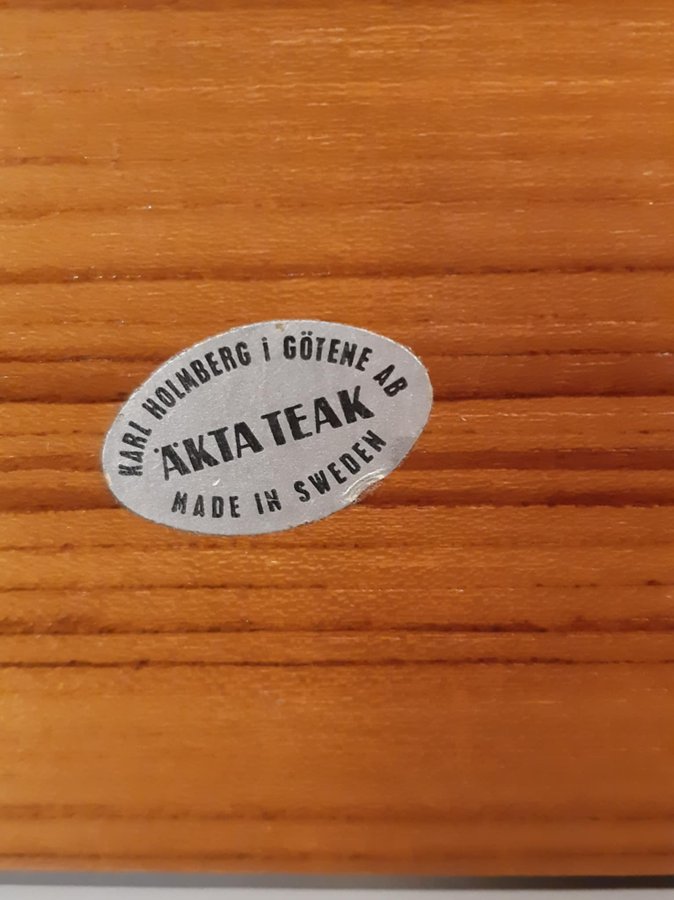 KARL HOLMBERG i GÖTENE AB
ÄKTA TEAK
MADE IN SWEDEN